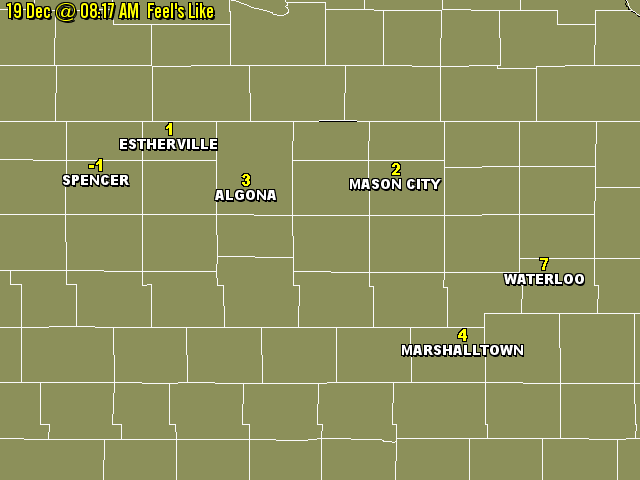 19 Dec @ 08:17 AM  Feel's Like
1
ESTHERVILLE
-1
SPENCER
3
ALGONA
2
MASON CITY
7
WATERLOO
4
MARSHALLTOWN